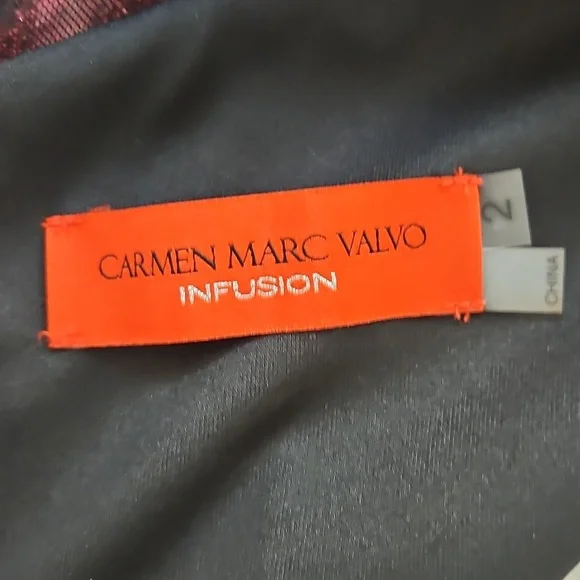 CARMEN MARC VALVO
INFUSION
2
CHINA